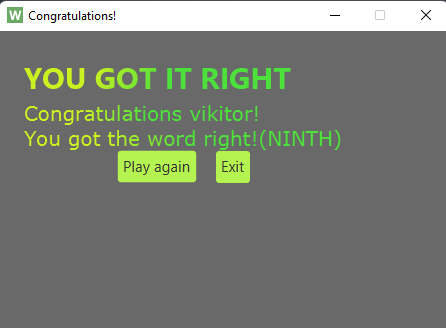 W Congratulations!
YOU GOT IT RIGHT
Congratulations vikitor!
You got the word right!(NINTH)
Play again Exit